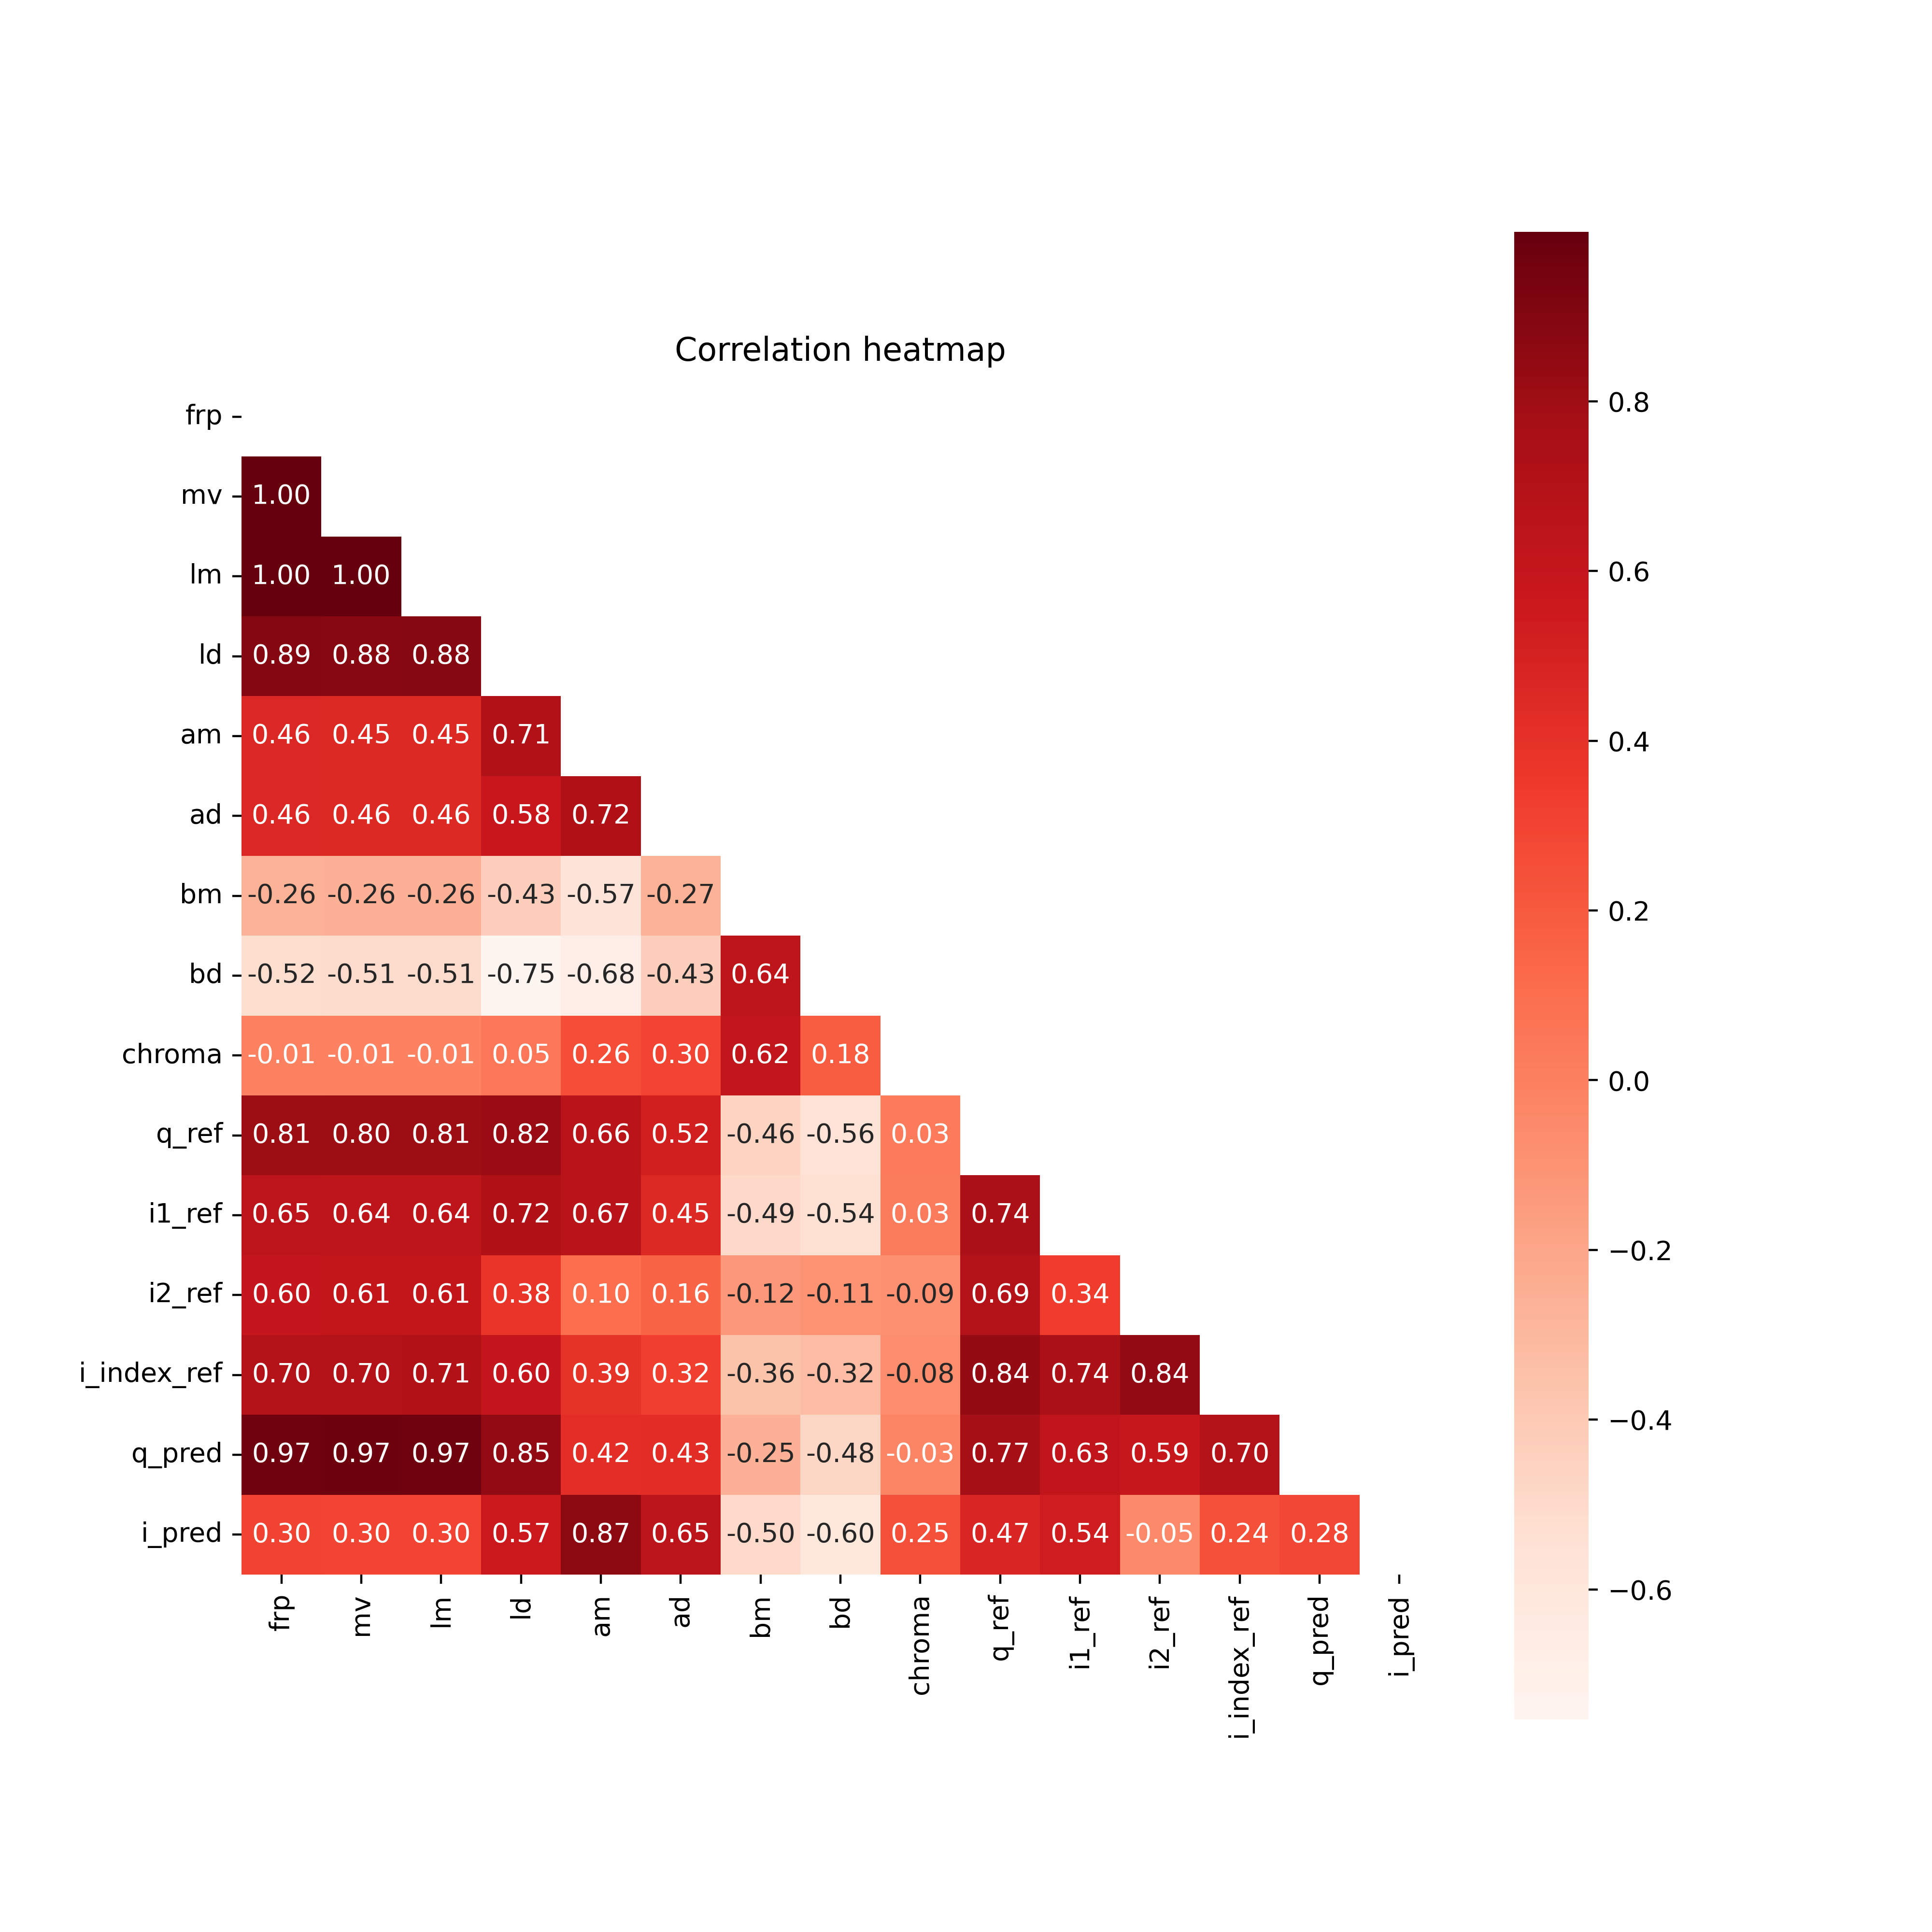 Correlation heatmap
frp
mv 1.00
lm 1.00 1.00
ld 0.89 0.88 0.88
am 0.46 0.45 0.45 0.71
ad 0.46 0.46 0.46 0.58 0.72
bm -0.26 -0.26 -0.26 -0.43 -0.57 -0.27
bd -0.52 -0.51 -0.51 -0.75 -0.68 -0.43 0.64
chroma -0.01 -0.01 -0.01 0.05 0.26 0.30 0.62 0.18
q_ref 0.81 0.80 0.81 0.82 0.66 0.52 -0.46 -0.56 0.03
i1_ref 0.65 0.64 0.64 0.72 0.67 0.45 -0.49 -0.54 0.03 0.74
i2_ref 0.60 0.61 0.61 0.38 0.10 0.16 -0.12 -0.11 -0.09 0.69 0.34
i_index_ref 0.70 0.70 0.71 0.60 0.39 0.32 -0.36 -0.32 -0.08 0.84 0.74 0.84
q_pred 0.97 0.97 0.97 0.85 0.42 0.43 -0.25 -0.48 -0.03 0.77 0.63 0.59 0.70
i_pred 0.30 0.30 0.30 0.57 0.87 0.65 -0.50 -0.60 0.25 0.47 0.54 -0.05 0.24 0.28
frp mv lm ld am ad bm bd chroma q_ref i1_ref i2_ref i_index_ref q_pred i_pred
0.8
0.6
0.4
0.2
0.0
−0.2
−0.4
−0.6